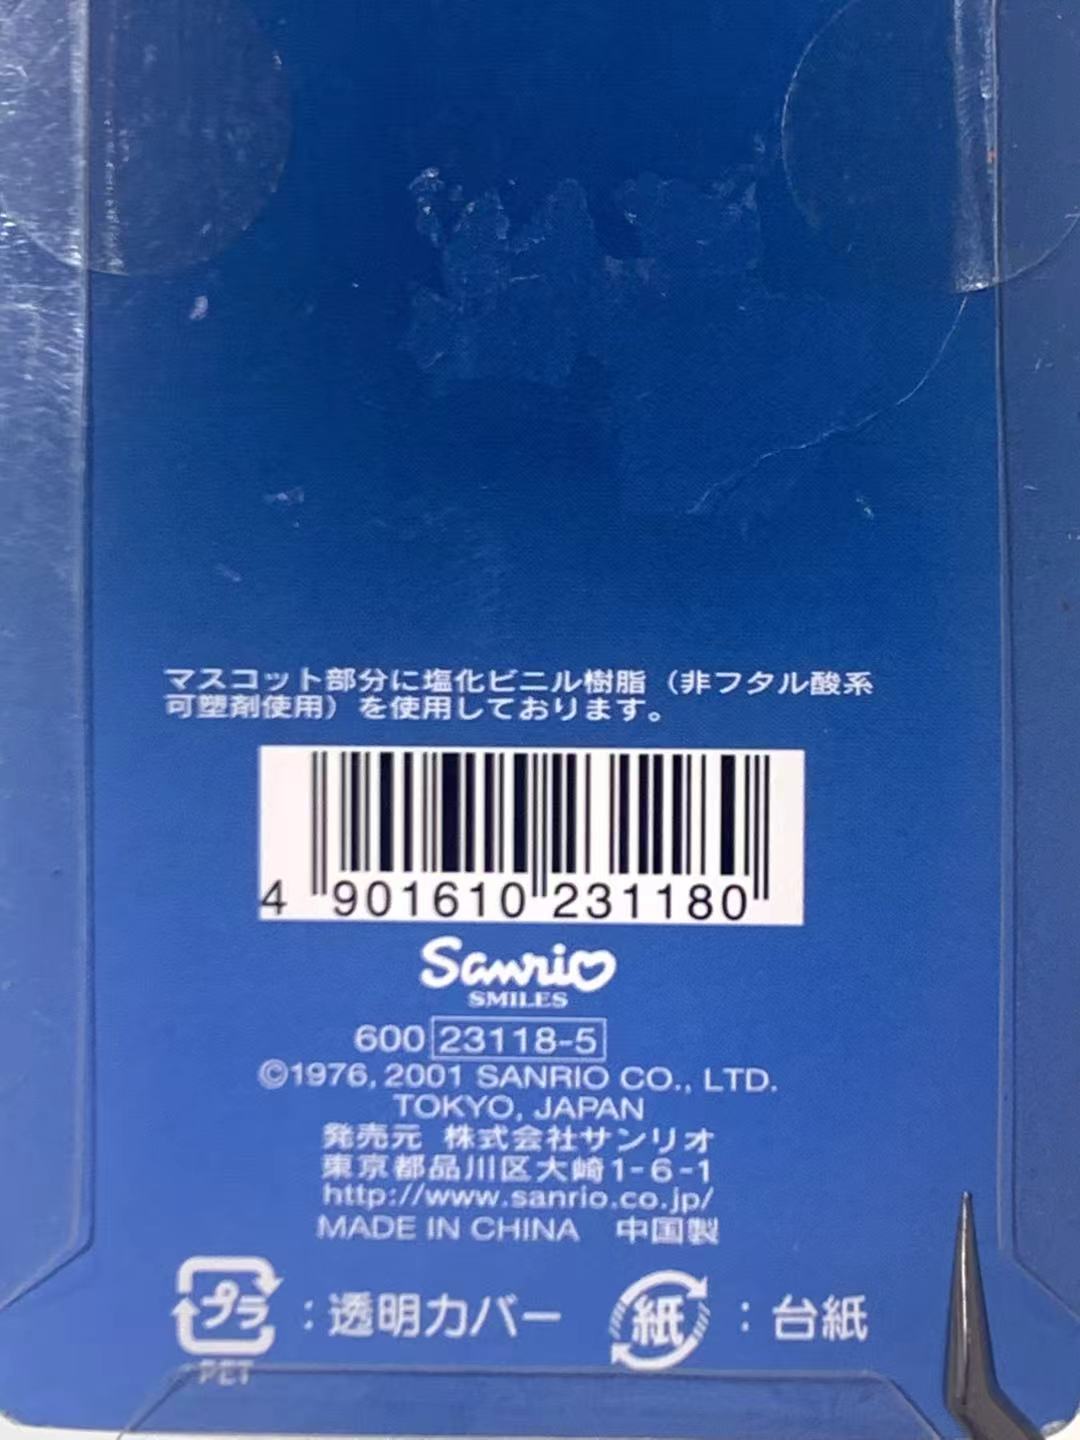 マスコット部分に塩化ビニル樹脂（非フタル酸系
可塑剤使用）を使用しております。
4 901610 231180
Sanrio
SMILES
600 23118-5
©1976, 2001 SANRIO CO., LTD.
TOKYO, JAPAN
発売元 株式会社サンリオ
東京都品川区大崎1-6-1
http://www.sanrio.co.jp/
MADE IN CHINA 中国製
プラ : 透明カバー 紙 : 台紙
PET